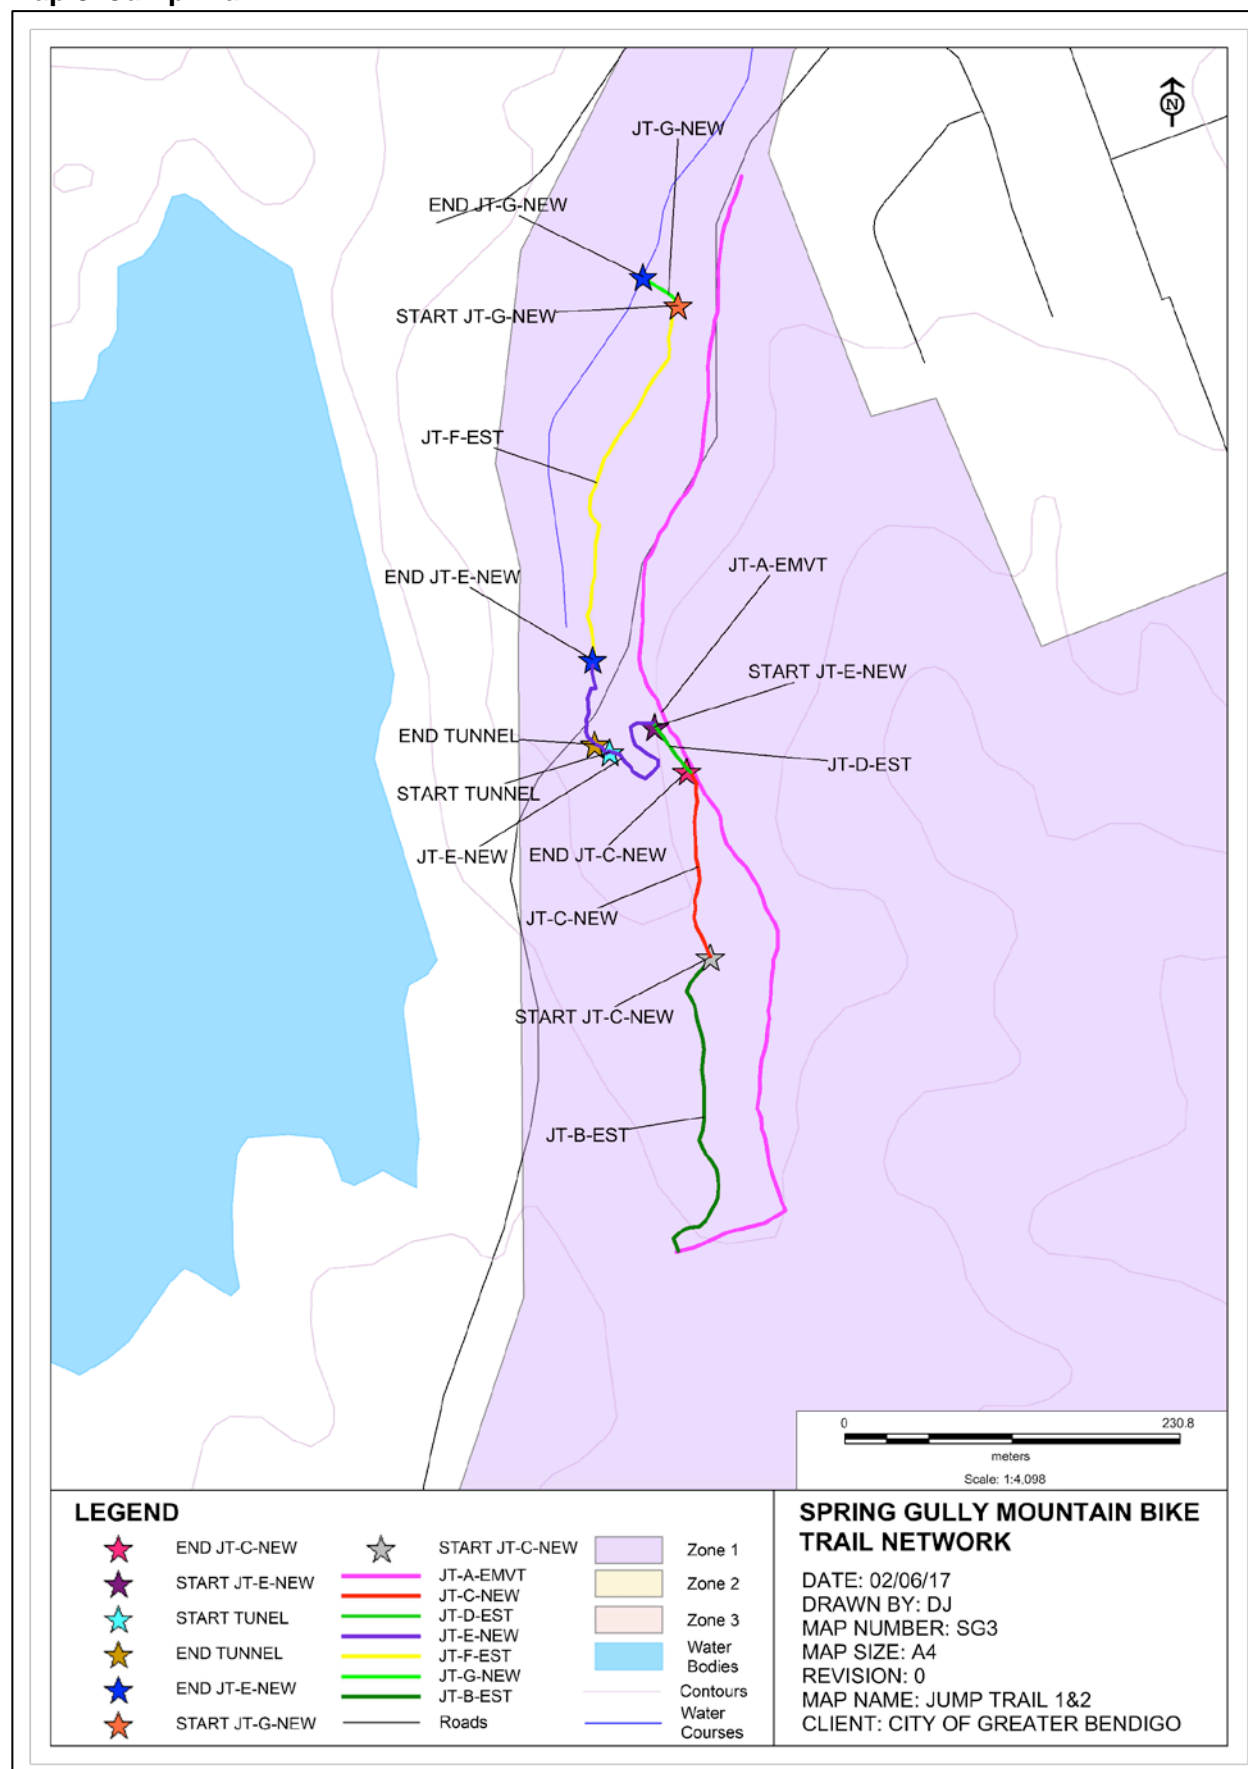 N
JT-G-NEW
END JT-G-NEW
START JT-G-NEW
JT-F-EST
END JT-E-NEW
JT-A-EMVT
START JT-E-NEW
END TUNNEL
JT-D-EST
START TUNNEL
JT-E-NEW
END JT-C-NEW
JT-C-NEW
START JT-C-NEW
JT-B-EST
0 230.8
meters
Scale: 1:4,098
LEGEND
END JT-C-NEW
START JT-E-NEW
START TUNEL
END TUNNEL
END JT-E-NEW
START JT-G-NEW
START JT-C-NEW
JT-A-EMVT
JT-C-NEW
JT-D-EST
JT-E-NEW
JT-F-EST
JT-G-NEW
JT-B-EST
Roads
Zone 1
Zone 2
Zone 3
Water
Bodies
Contours
Water
Courses
SPRING GULLY MOUNTAIN BIKE
TRAIL NETWORK
DATE: 02/06/17
DRAWN BY: DJ
MAP NUMBER: SG3
MAP SIZE: A4
REVISION: 0
MAP NAME: JUMP TRAIL 1&2
CLIENT: CITY OF GREATER BENDIGO